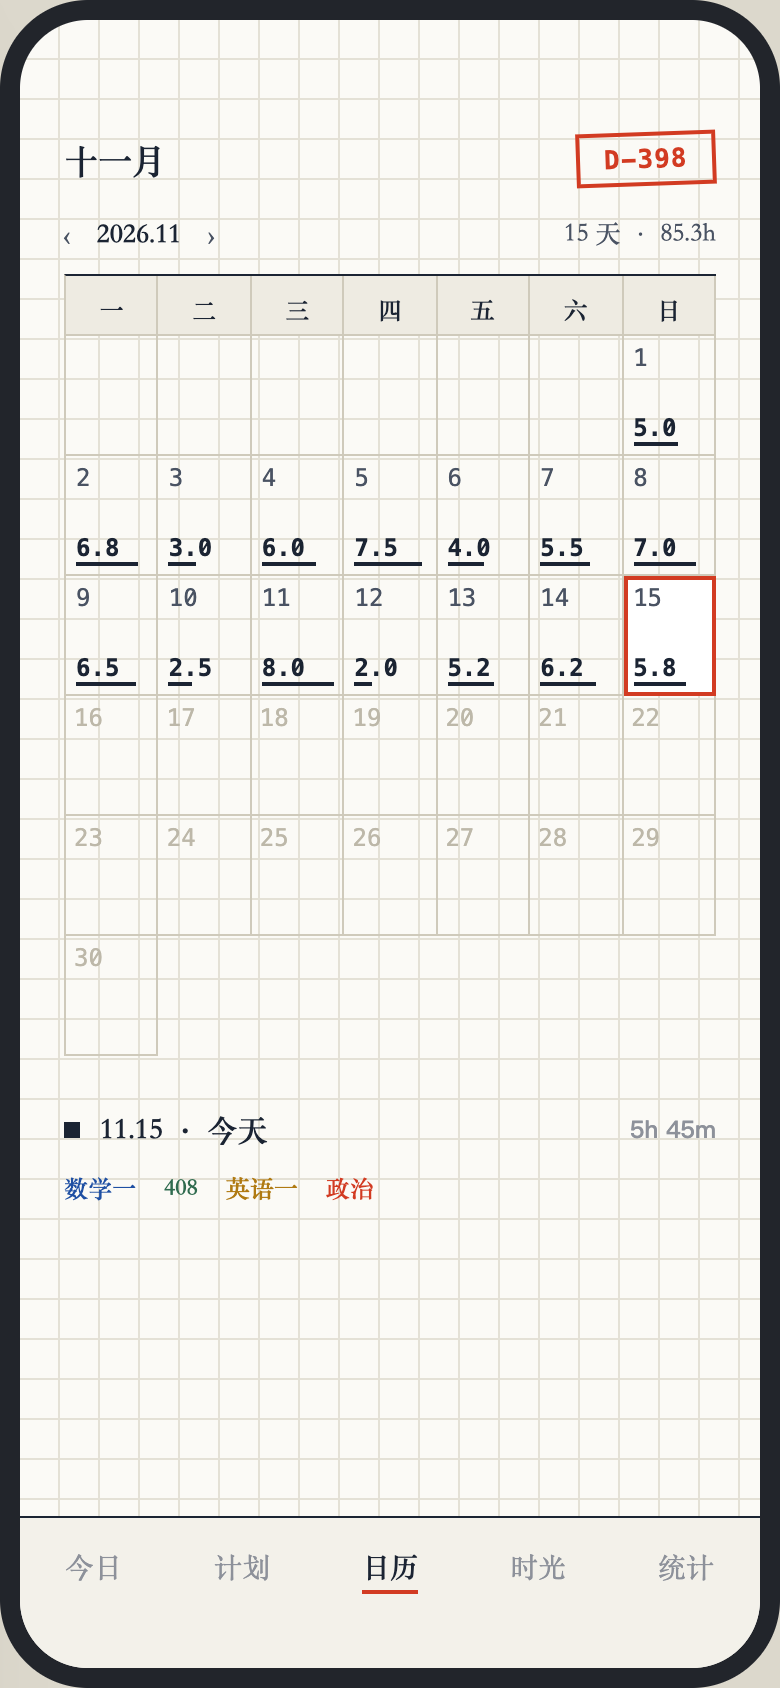 十一月
D-398
‹ 2026.11 ›
15 天 · 85.3h
一 二 三 四 五 六 日
1
5.0
2 3 4 5 6 7 8
6.8 3.0 6.0 7.5 4.0 5.5 7.0
9 10 11 12 13 14 15
6.5 2.5 8.0 2.0 5.2 6.2 5.8
16 17 18 19 20 21 22
23 24 25 26 27 28 29
30
11.15 · 今天
5h 45m
数学一 408 英语一 政治
今日 计划 日历 时光 统计